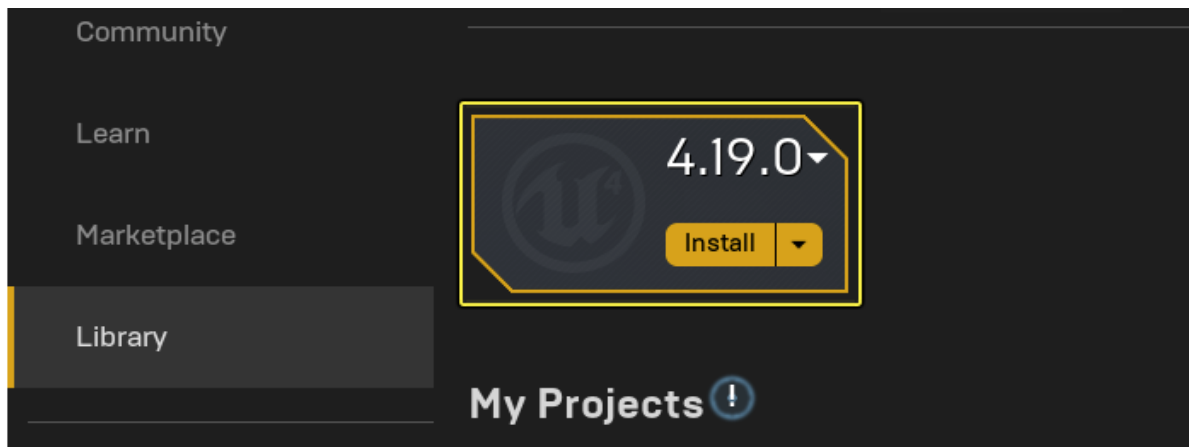 Community
Learn
Marketplace
Library
4.19.0
Install
My Projects